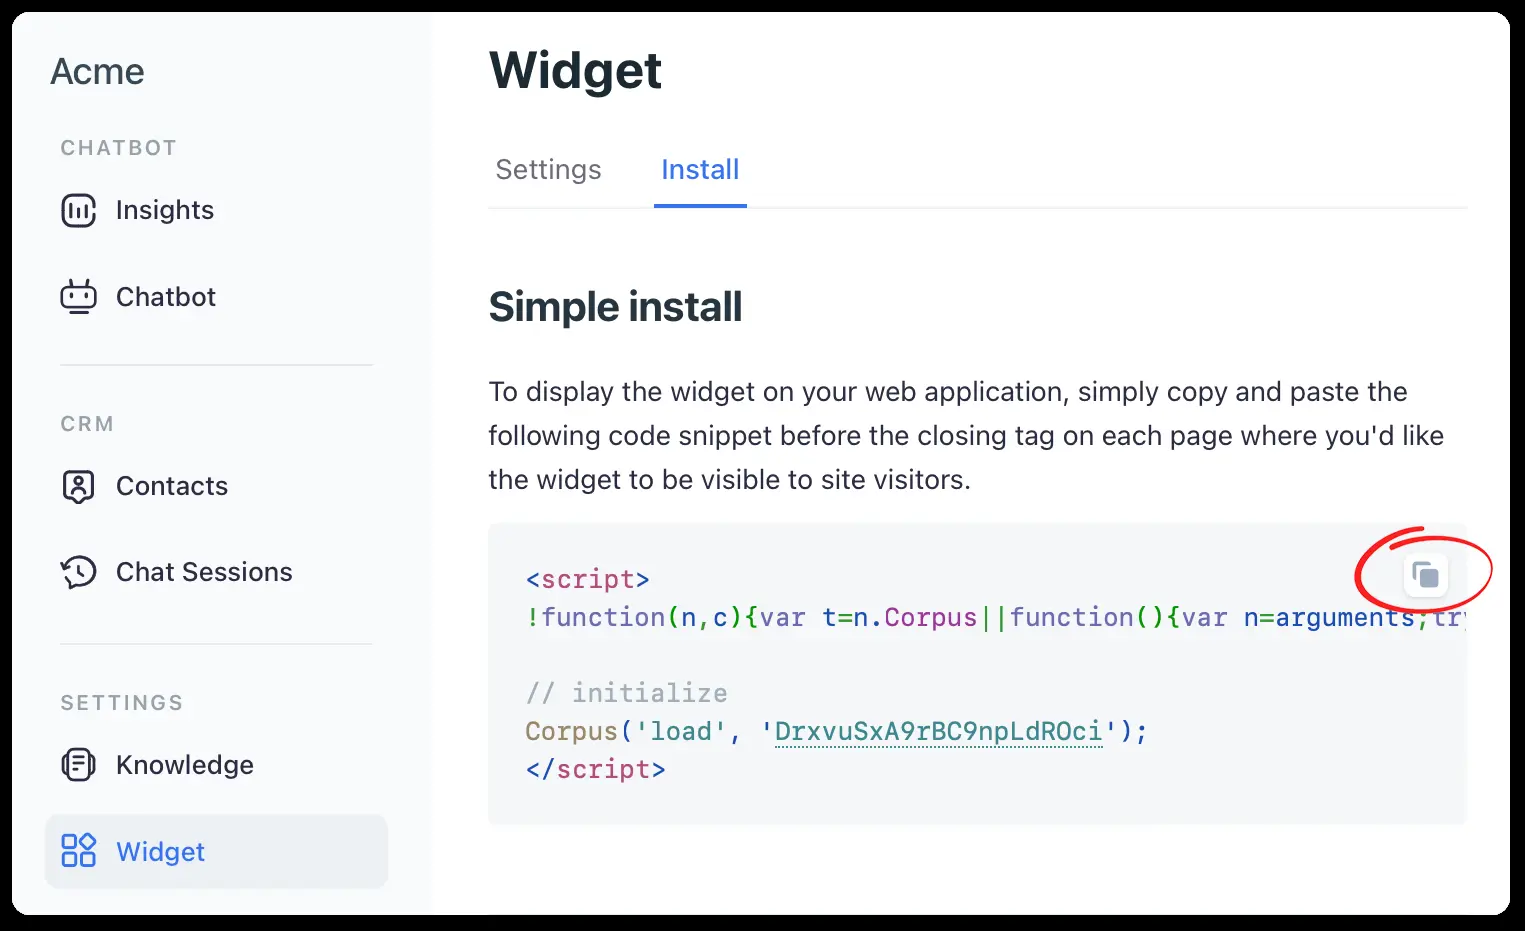 Acme
CHATBOT
Insights
Chatbot
CRM
Contacts
Chat Sessions
SETTINGS
Knowledge
Widget
Widget
Settings
Install
Simple install
To display the widget on your web application, simply copy and paste the
following code snippet before the closing tag on each page where you'd like
the widget to be visible to site visitors.
<script>
!function(n,c){var t=n.Corpus||function(){var n=arguments;try
// initialize
Corpus('load', 'DrxvuSxA9rBC9npLdROci');
</script>